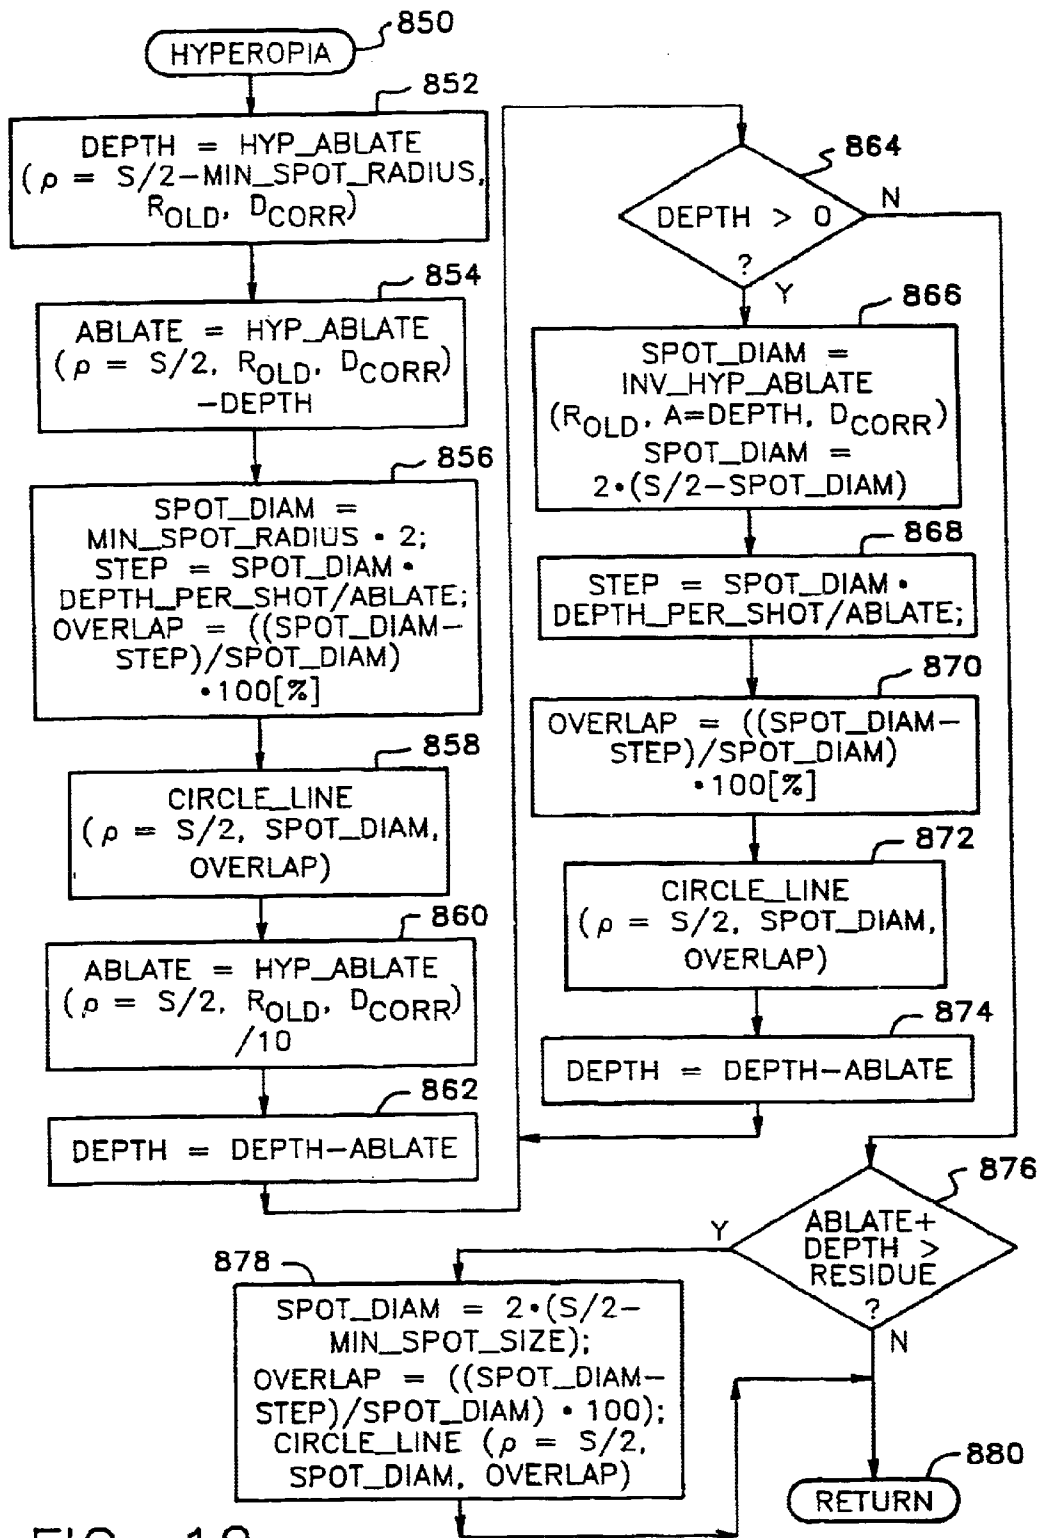 HYPEROPIA
850
852
DEPTH = HYP_ABLATE
(ρ = S/2-MIN_SPOT_RADIUS,
R_OLD, D_CORR)
854
ABLATE = HYP_ABLATE
(ρ = S/2, R_OLD, D_CORR)
-DEPTH
856
SPOT_DIAM =
MIN_SPOT_RADIUS • 2;
STEP = SPOT_DIAM •
DEPTH_PER_SHOT/ABLATE;
OVERLAP = ((SPOT_DIAM-
STEP)/SPOT_DIAM)
•100[%]
858
CIRCLE_LINE
(ρ = S/2, SPOT_DIAM,
OVERLAP)
860
ABLATE = HYP_ABLATE
(ρ = S/2, R_OLD, D_CORR)
/10
862
DEPTH = DEPTH-ABLATE
864
DEPTH > 0
?
N
Y
866
SPOT_DIAM =
INV_HYP_ABLATE
(R_OLD, A=DEPTH, D_CORR)
SPOT_DIAM =
2•(S/2-SPOT_DIAM)
868
STEP = SPOT_DIAM•
DEPTH_PER_SHOT/ABLATE;
870
OVERLAP = ((SPOT_DIAM-
STEP)/SPOT_DIAM)
•100[%]
872
CIRCLE_LINE
(ρ = S/2, SPOT_DIAM,
OVERLAP)
874
DEPTH = DEPTH-ABLATE
876
ABLATE+
DEPTH >
RESIDUE
?
Y
N
878
SPOT_DIAM = 2•(S/2-
MIN_SPOT_SIZE);
OVERLAP = ((SPOT_DIAM-
STEP)/SPOT_DIAM) • 100);
CIRCLE_LINE (ρ = S/2,
SPOT_DIAM, OVERLAP)
880
RETURN